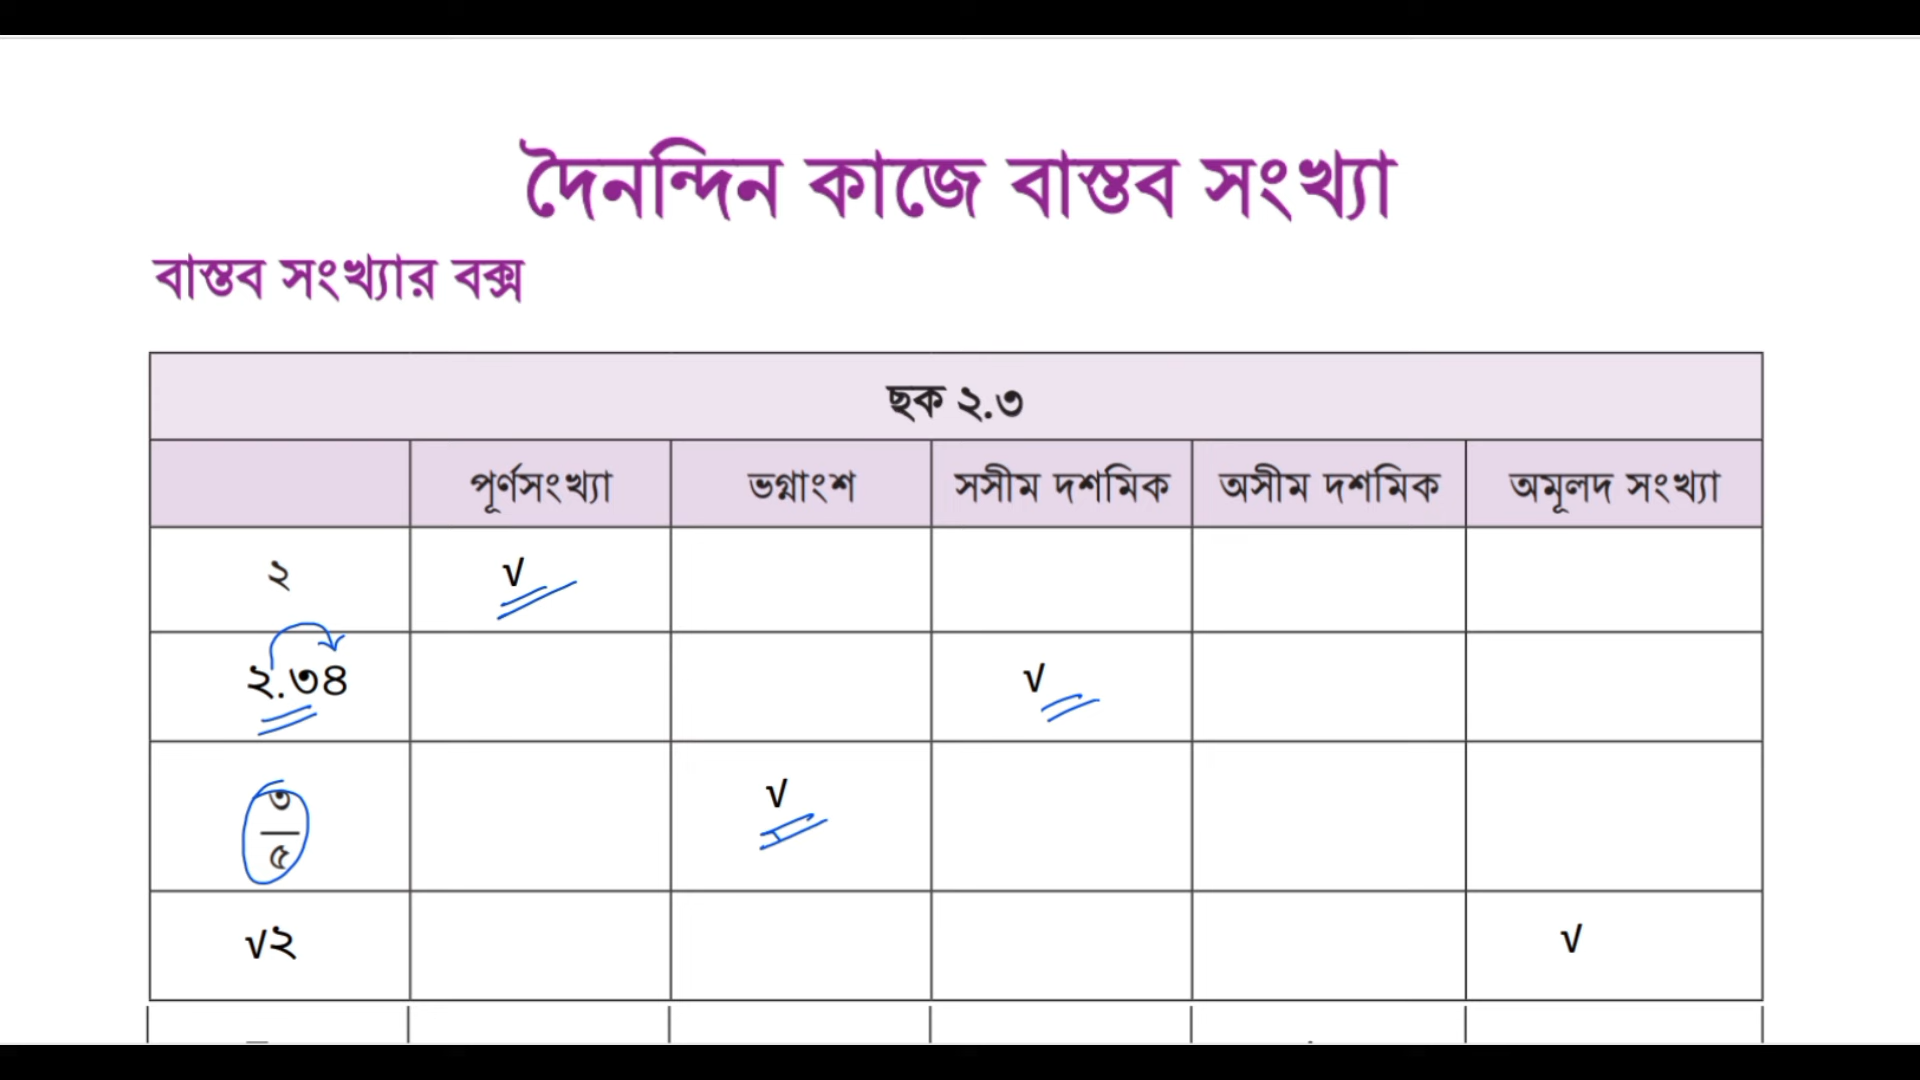 দৈনন্দিন কাজে বাস্তব সংখ্যা
বাস্তব সংখ্যার বক্স
ছক ২.৩
পূর্ণসংখ্যা ভগ্নাংশ সসীম দশমিক অসীম দশমিক অমূলদ সংখ্যা
২ √
২.৩৪ √
৩
৫
√
√২ √